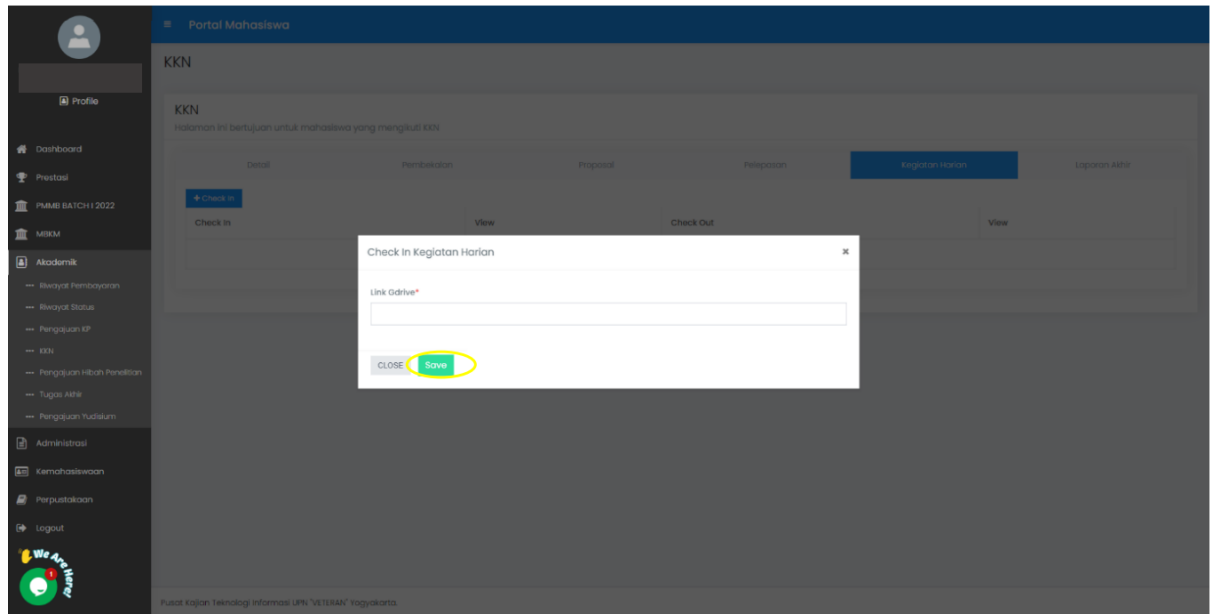 Portal Mahasiswa
Profile
Dashboard
Prestasi
PMMB BATCH I 2022
MBKM
Akademik
Riwayat Pembayaran
Riwayat Status
Pengajuan KP
KKN
Pengajuan Hibah Penelitian
Tugas Akhir
Pengajuan Yudisium
Administrasi
Kemahasiswaan
Perpustakaan
Logout
We Are Here!
1
KKN
KKN
Halaman ini bertujuan untuk mahasiswa yang mengikuti KKN
Detail Pembekalan Proposal Pelepasan Kegiatan Harian Laporan Akhir
+ Check in
Check In View Check Out View
Check In Kegiatan Harian ×
Link Gdrive*
CLOSE Save
Pusat Kajian Teknologi Informasi UPN "VETERAN" Yogyakarta.